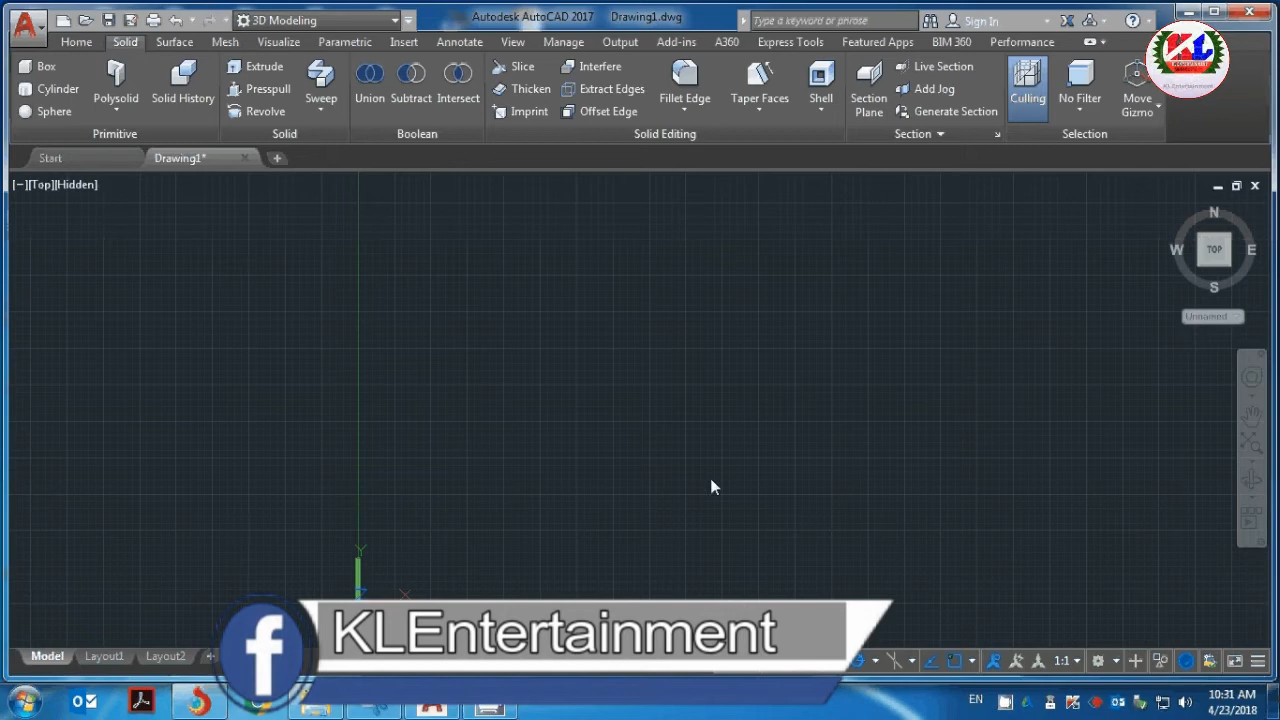 3D Modeling
Autodesk AutoCAD 2017 Drawing1.dwg
Type a keyword or phrase
Sign In
Home Solid Surface Mesh Visualize Parametric Insert Annotate View Manage Output Add-ins A360 Express Tools Featured Apps BIM 360 Performance
Box
Cylinder
Sphere
Polysolid
Solid History
Primitive
Extrude
Presspull
Revolve
Sweep
Solid
Union
Subtract
Intersect
Boolean
Slice
Thicken
Imprint
Interfere
Extract Edges
Offset Edge
Fillet Edge
Taper Faces
Shell
Solid Editing
Section
Plane
Live Section
Add Jog
Generate Section
Section
Culling
No Filter
Move
Gizmo
Selection
KL
Start
Drawing1*
[−][Top][Hidden]
N
W
TOP
E
S
Unnamed
Y
X
KLEntertainment
f
Model Layout1 Layout2
1:1
EN
10:31 AM
4/23/2018